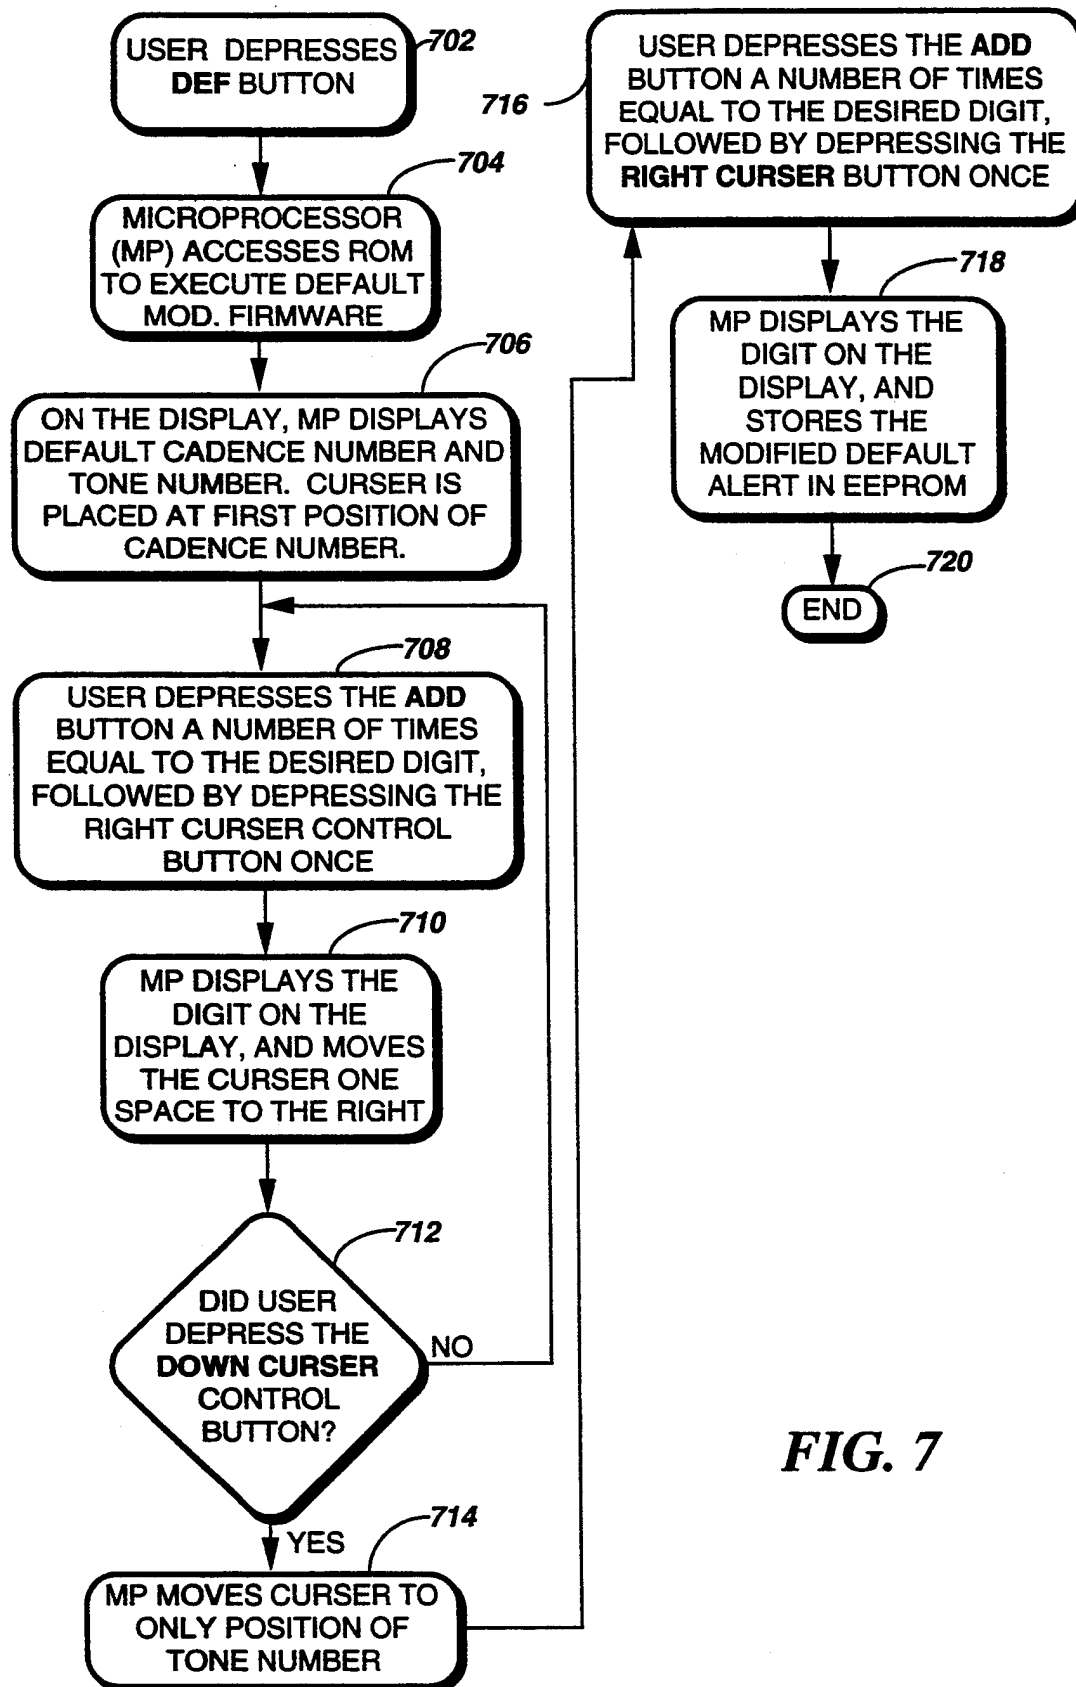 702
USER DEPRESSES
DEF BUTTON
704
MICROPROCESSOR
(MP) ACCESSES ROM
TO EXECUTE DEFAULT
MOD. FIRMWARE
706
ON THE DISPLAY, MP DISPLAYS
DEFAULT CADENCE NUMBER AND
TONE NUMBER. CURSER IS
PLACED AT FIRST POSITION OF
CADENCE NUMBER.
708
USER DEPRESSES THE ADD
BUTTON A NUMBER OF TIMES
EQUAL TO THE DESIRED DIGIT,
FOLLOWED BY DEPRESSING THE
RIGHT CURSER CONTROL
BUTTON ONCE
710
MP DISPLAYS THE
DIGIT ON THE
DISPLAY, AND MOVES
THE CURSER ONE
SPACE TO THE RIGHT
712
DID USER
DEPRESS THE
DOWN CURSER
CONTROL
BUTTON?
NO
YES
714
MP MOVES CURSER TO
ONLY POSITION OF
TONE NUMBER
716
USER DEPRESSES THE ADD
BUTTON A NUMBER OF TIMES
EQUAL TO THE DESIRED DIGIT,
FOLLOWED BY DEPRESSING THE
RIGHT CURSER BUTTON ONCE
718
MP DISPLAYS THE
DIGIT ON THE
DISPLAY, AND
STORES THE
MODIFIED DEFAULT
ALERT IN EEPROM
720
END
FIG. 7